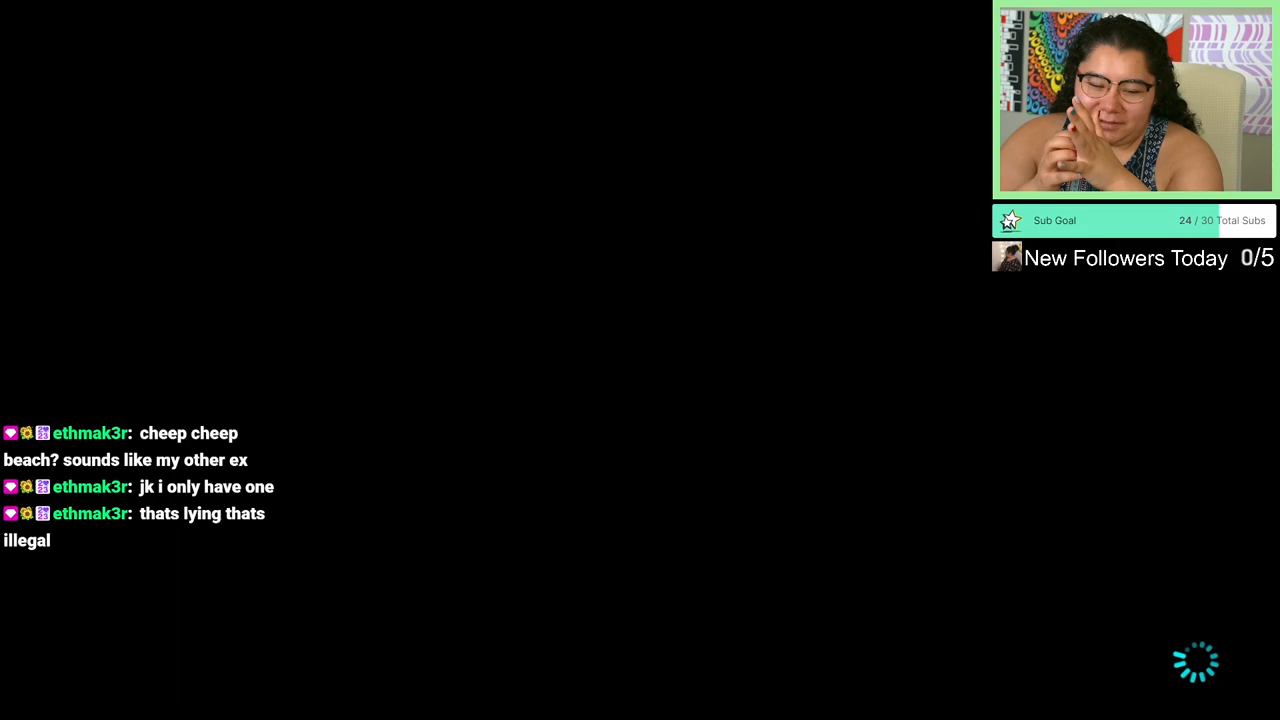 Sub Goal 24 / 30 Total Subs
New Followers Today 0/5
ethmak3r: cheep cheep
beach? sounds like my other ex
ethmak3r: jk i only have one
ethmak3r: thats lying thats
illegal